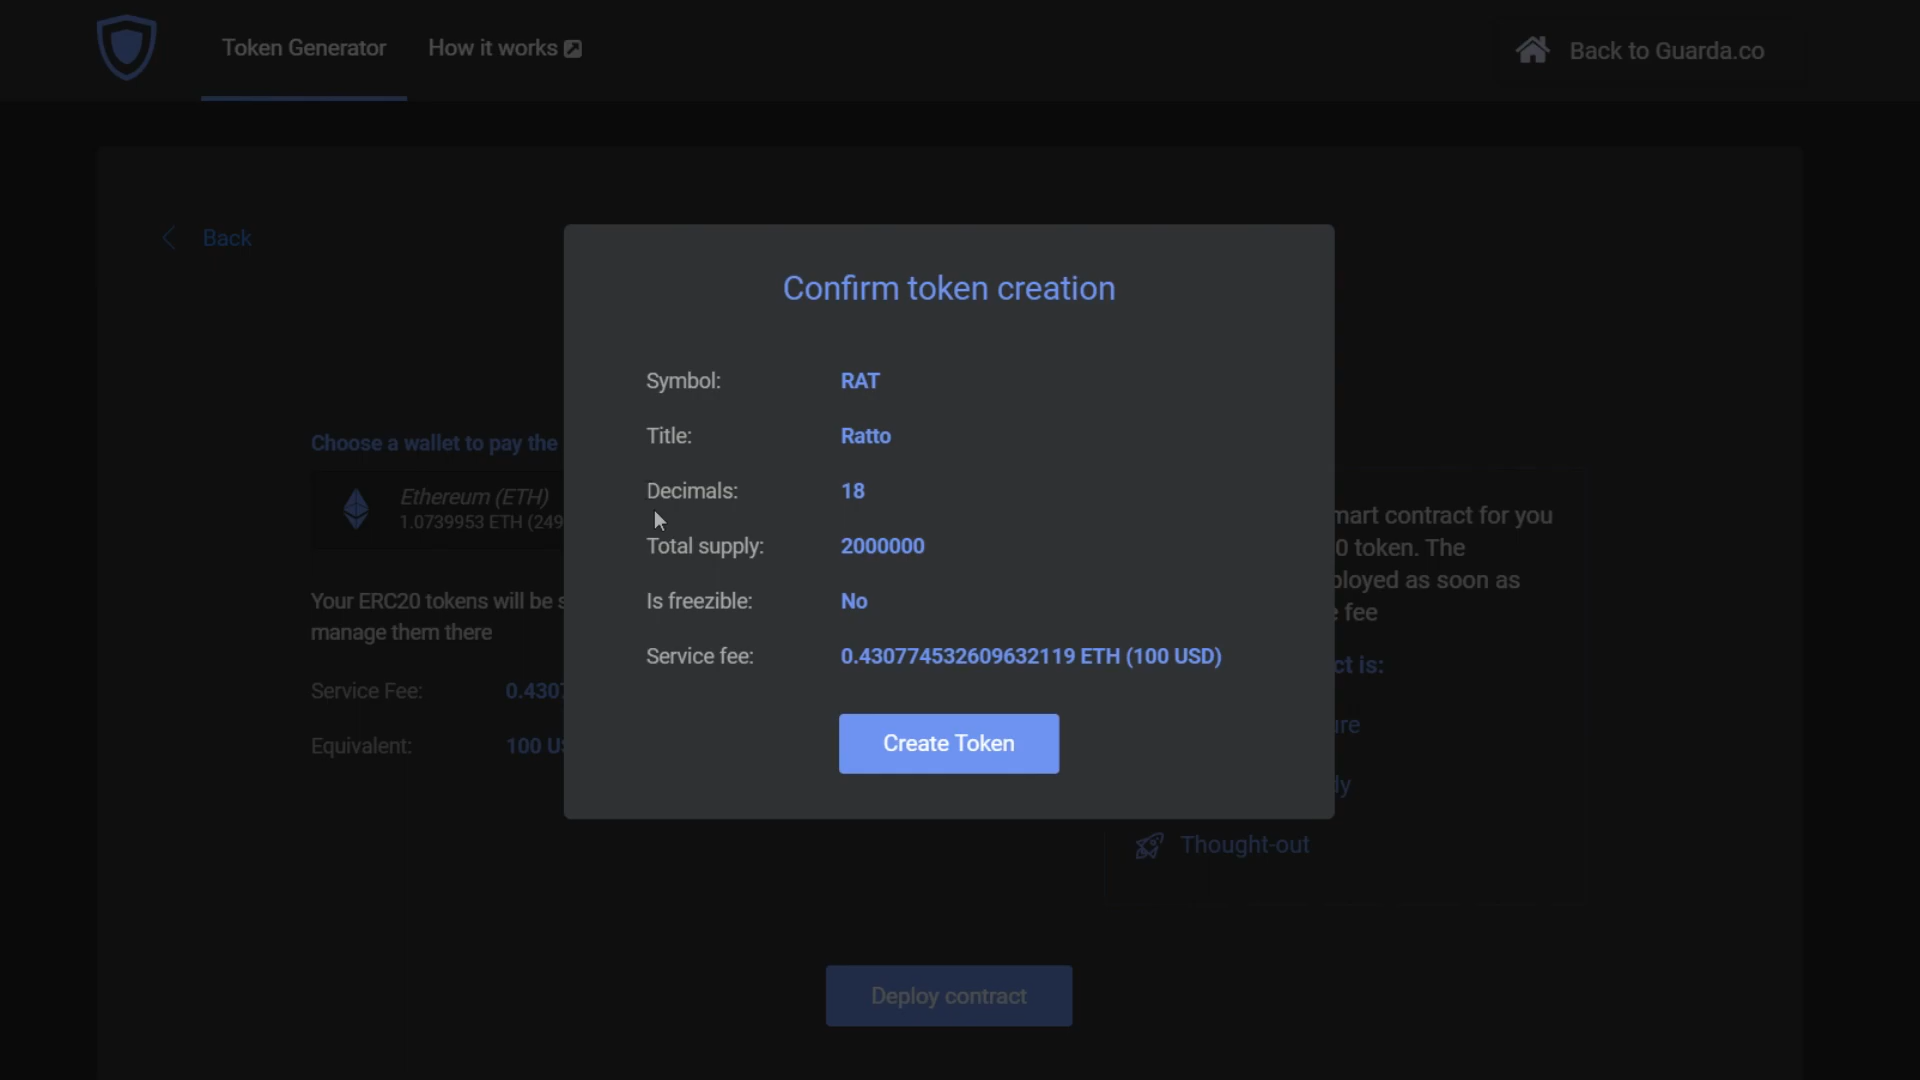 Token Generator
How it works
Back to Guarda.co
Back
Confirm token creation
Symbol: RAT
Title: Ratto
Decimals: 18
Total supply: 2000000
Is freezible: No
Service fee: 0.430774532609632119 ETH (100 USD)
Create Token
Choose a wallet to pay the
Ethereum (ETH)
1.0739953 ETH (249
Your ERC20 tokens will be s
manage them there
Service Fee: 0.430
Equivalent: 100 U
mart contract for you
0 token. The
ployed as soon as
fee
ct is:
ure
ly
Thought-out
Deploy contract